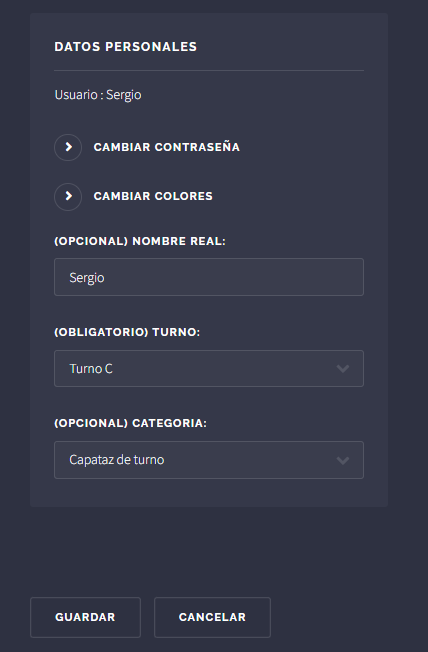 DATOS PERSONALES
Usuario : Sergio
CAMBIAR CONTRASEÑA
CAMBIAR COLORES
(OPCIONAL) NOMBRE REAL:
Sergio
(OBLIGATORIO) TURNO:
Turno C
(OPCIONAL) CATEGORIA:
Capataz de turno
GUARDAR CANCELAR